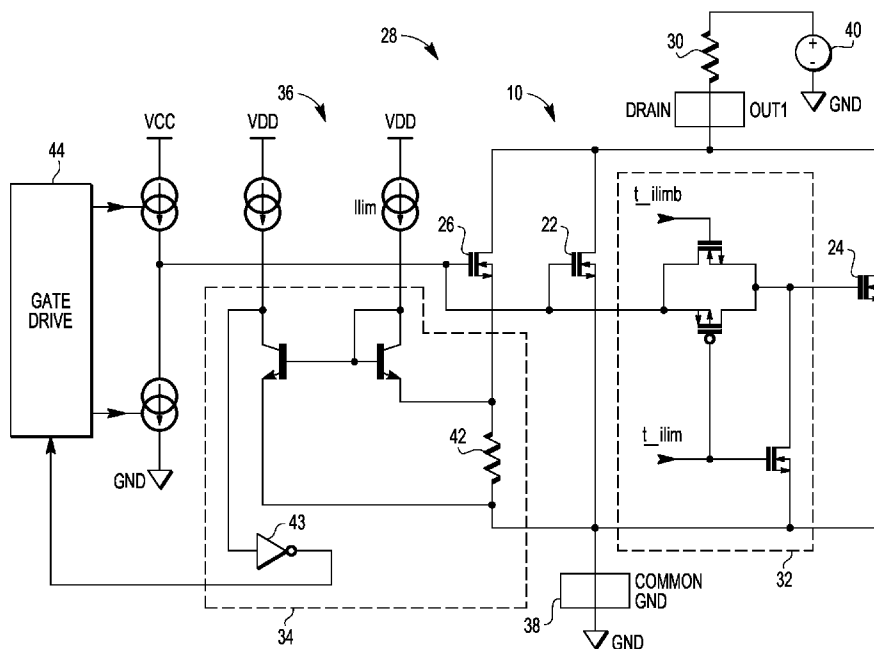 28
30
40
36
10
DRAIN
OUT1
GND
VCC
VDD
VDD
44
Ilim
26
22
t_ilimb
24
GATE
DRIVE
42
t_ilim
GND
43
COMMON
GND
34
38
32
GND